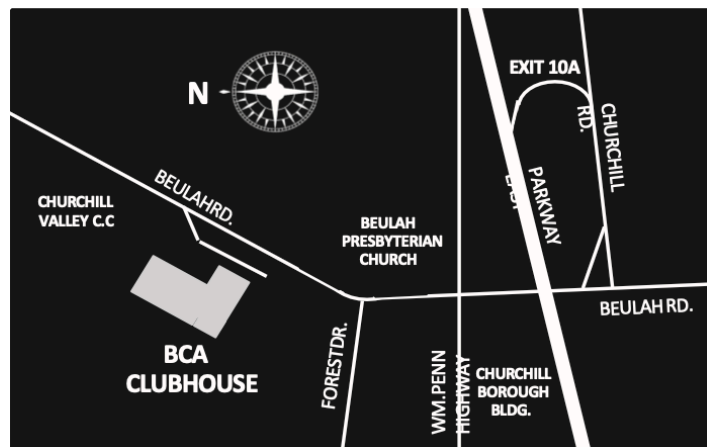 EXIT 10A
N
CHURCHILL
RD.
PARKWAY
EAST
BEULAHRD.
CHURCHILL
VALLEY C.C
BEULAH
PRESBYTERIAN
CHURCH
BEULAH RD.
FORESTDR.
WM.PENN
HIGHWAY
BCA
CLUBHOUSE
CHURCHILL
BOROUGH
BLDG.